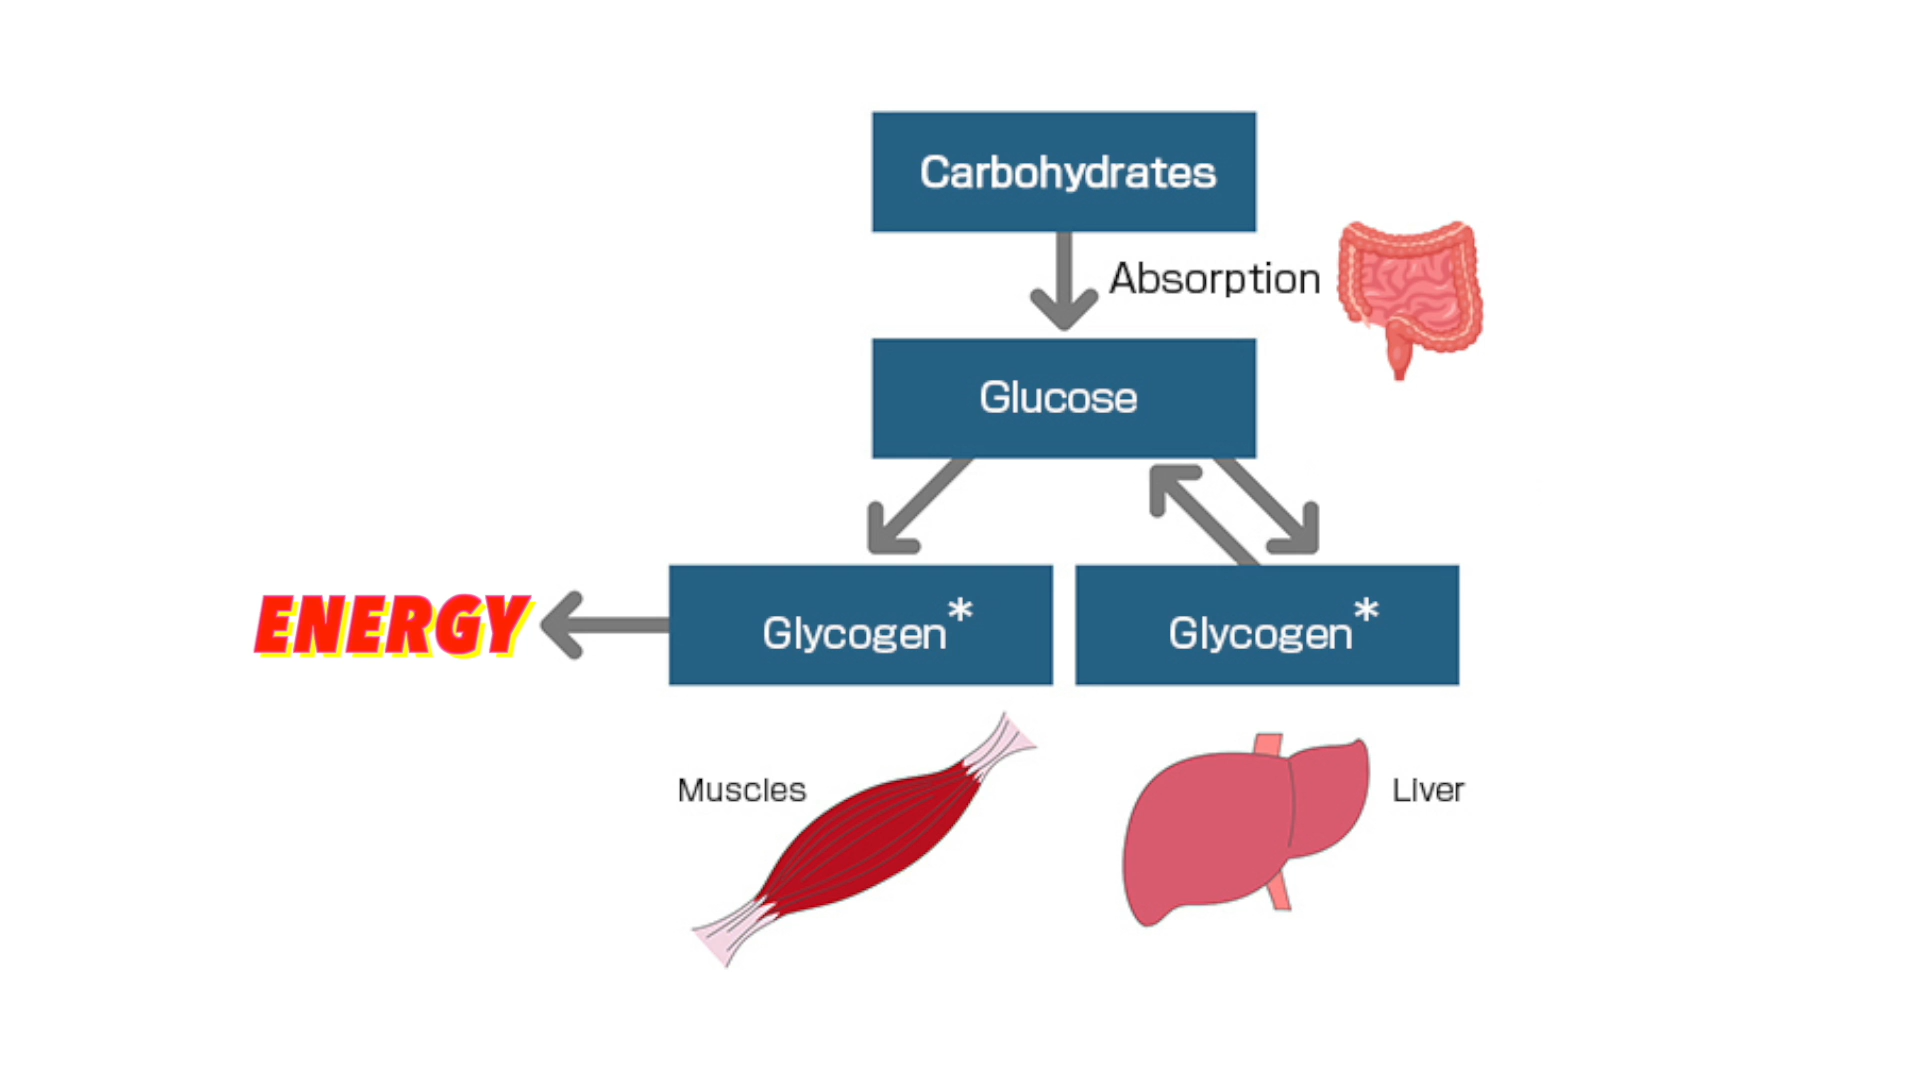 Carbohydrates
Absorption
Glucose
ENERGY
Glycogen*
Glycogen*
Muscles
Liver